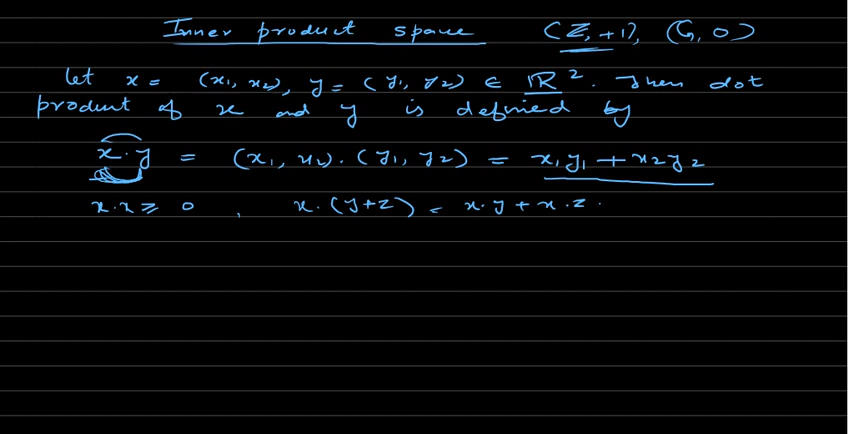 Inner product space (Z, +), (G, o)
let x = (x1, x2), y = (y1, y2) ∈ ℝ². Then dot
product of x and y is defined by
x.y = (x1, x2).(y1, y2) = x1y1 + x2y2
x.x ≥ 0, x.(y+z) = x.y + x.z.